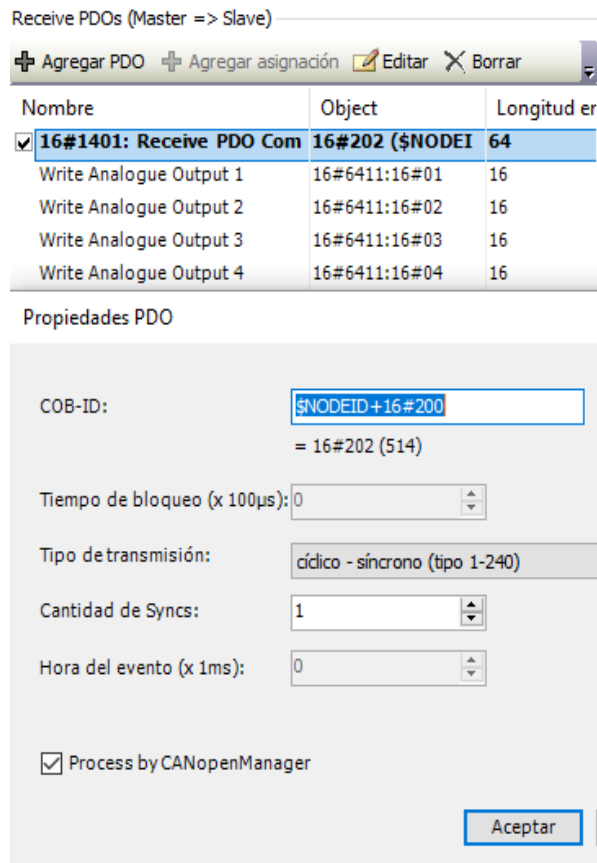 Receive PDOs (Master => Slave)
Agregar PDO Agregar asignación Editar Borrar
Nombre Object Longitud er
16#1401: Receive PDO Com 16#202 ($NODEI 64
Write Analogue Output 1 16#6411:16#01 16
Write Analogue Output 2 16#6411:16#02 16
Write Analogue Output 3 16#6411:16#03 16
Write Analogue Output 4 16#6411:16#04 16
Propiedades PDO
COB-ID: $NODEID+16#200
= 16#202 (514)
Tiempo de bloqueo (x 100µs): 0
Tipo de transmisión: cíclico - síncrono (tipo 1-240)
Cantidad de Syncs: 1
Hora del evento (x 1ms): 0
Process by CANopenManager
Aceptar